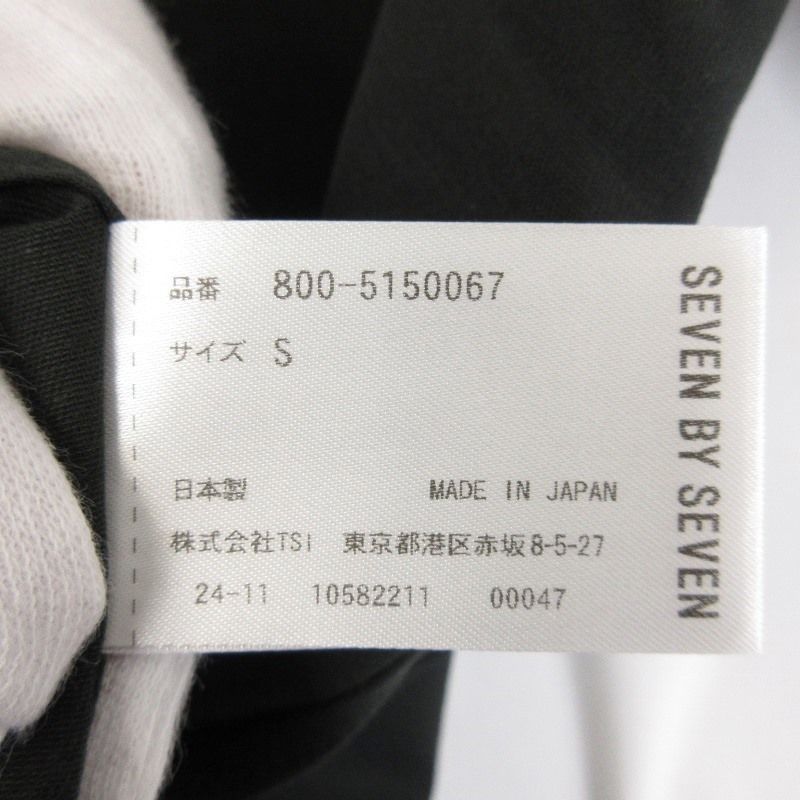 品番 800-5150067
サイズ S
日本製 MADE IN JAPAN
株式会社TSI 東京都港区赤坂8-5-27
24-11 10582211 00047
SEVEN BY SEVEN